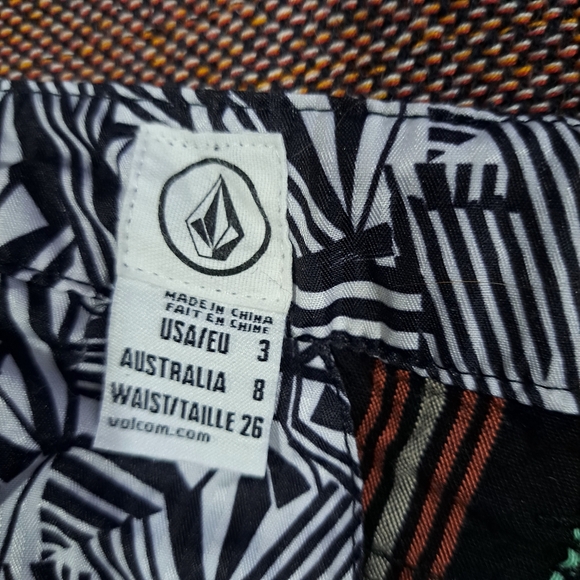 MADE IN CHINA
FAIT EN CHINE
USA/EU 3
AUSTRALIA 8
WAIST/TAILLE 26
volcom.com